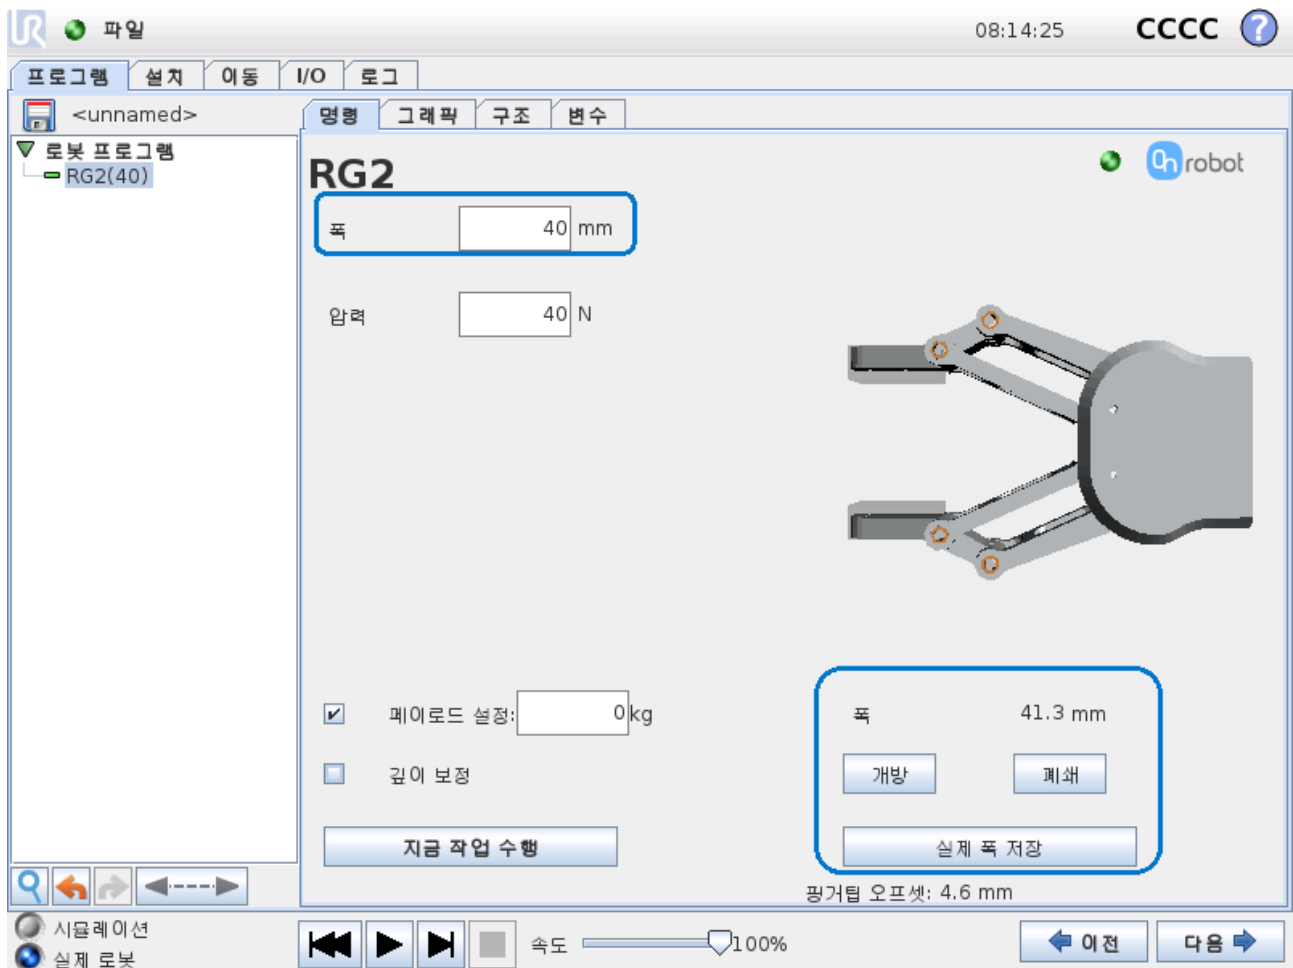 UR 파일 08:14:25 CCCC ?
프로그램 설치 이동 I/O 로그
<unnamed> 명령 그래픽 구조 변수
로봇 프로그램
RG2(40)
RG2
On robot
폭 40 mm
압력 40 N
페이로드 설정: 0 kg
폭 41.3 mm
깊이 보정
개방 폐쇄
지금 작업 수행
실제 폭 저장
핑거팁 오프셋: 4.6 mm
시뮬레이션
실제 로봇
속도 100%
이전 다음